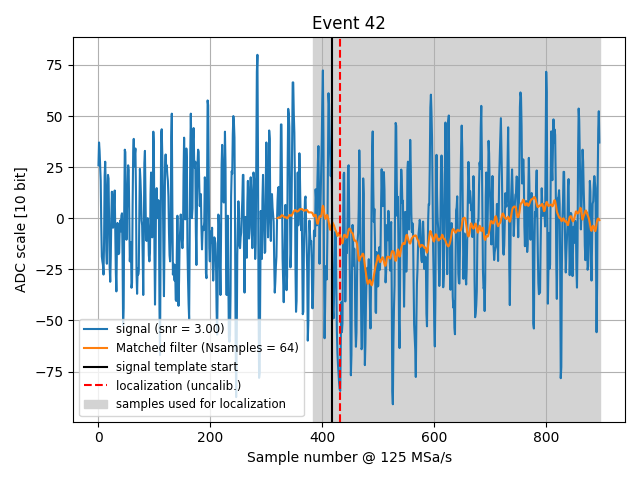 Event 42
75
50
25
0
−25
−50
−75
ADC scale [10 bit]
signal (snr = 3.00)
Matched filter (Nsamples = 64)
signal template start
localization (uncalib.)
samples used for localization
0
200
400
600
800
Sample number @ 125 MSa/s